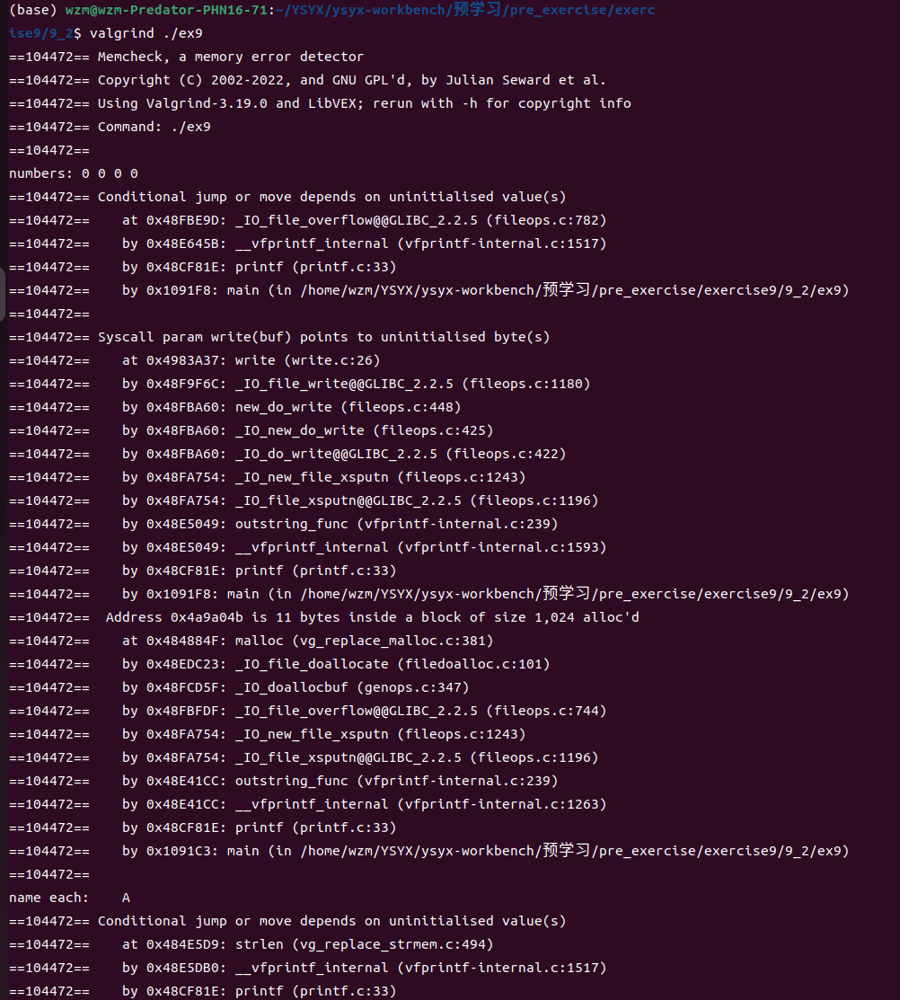 (base) wzm@wzm-Predator-PHN16-71:~/YSYX/ysyx-workbench/预学习/pre_exercise/exerc
ise9/9_2$ valgrind ./ex9
==104472== Memcheck, a memory error detector
==104472== Copyright (C) 2002-2022, and GNU GPL'd, by Julian Seward et al.
==104472== Using Valgrind-3.19.0 and LibVEX; rerun with -h for copyright info
==104472== Command: ./ex9
==104472==
numbers: 0 0 0 0
==104472== Conditional jump or move depends on uninitialised value(s)
==104472==    at 0x48FBE9D: _IO_file_overflow@@GLIBC_2.2.5 (fileops.c:782)
==104472==    by 0x48E645B: __vfprintf_internal (vfprintf-internal.c:1517)
==104472==    by 0x48CF81E: printf (printf.c:33)
==104472==    by 0x1091F8: main (in /home/wzm/YSYX/ysyx-workbench/预学习/pre_exercise/exercise9/9_2/ex9)
==104472==
==104472== Syscall param write(buf) points to uninitialised byte(s)
==104472==    at 0x4983A37: write (write.c:26)
==104472==    by 0x48F9F6C: _IO_file_write@@GLIBC_2.2.5 (fileops.c:1180)
==104472==    by 0x48FBA60: new_do_write (fileops.c:448)
==104472==    by 0x48FBA60: _IO_new_do_write (fileops.c:425)
==104472==    by 0x48FBA60: _IO_do_write@@GLIBC_2.2.5 (fileops.c:422)
==104472==    by 0x48FA754: _IO_new_file_xsputn (fileops.c:1243)
==104472==    by 0x48FA754: _IO_file_xsputn@@GLIBC_2.2.5 (fileops.c:1196)
==104472==    by 0x48E5049: outstring_func (vfprintf-internal.c:239)
==104472==    by 0x48E5049: __vfprintf_internal (vfprintf-internal.c:1593)
==104472==    by 0x48CF81E: printf (printf.c:33)
==104472==    by 0x1091F8: main (in /home/wzm/YSYX/ysyx-workbench/预学习/pre_exercise/exercise9/9_2/ex9)
==104472==  Address 0x4a9a04b is 11 bytes inside a block of size 1,024 alloc'd
==104472==    at 0x484884F: malloc (vg_replace_malloc.c:381)
==104472==    by 0x48EDC23: _IO_file_doallocate (filedoalloc.c:101)
==104472==    by 0x48FCD5F: _IO_doallocbuf (genops.c:347)
==104472==    by 0x48FBFDF: _IO_file_overflow@@GLIBC_2.2.5 (fileops.c:744)
==104472==    by 0x48FA754: _IO_new_file_xsputn (fileops.c:1243)
==104472==    by 0x48FA754: _IO_file_xsputn@@GLIBC_2.2.5 (fileops.c:1196)
==104472==    by 0x48E41CC: outstring_func (vfprintf-internal.c:239)
==104472==    by 0x48E41CC: __vfprintf_internal (vfprintf-internal.c:1263)
==104472==    by 0x48CF81E: printf (printf.c:33)
==104472==    by 0x1091C3: main (in /home/wzm/YSYX/ysyx-workbench/预学习/pre_exercise/exercise9/9_2/ex9)
==104472==
name each:    A
==104472== Conditional jump or move depends on uninitialised value(s)
==104472==    at 0x484E5D9: strlen (vg_replace_strmem.c:494)
==104472==    by 0x48E5DB0: __vfprintf_internal (vfprintf-internal.c:1517)
==104472==    by 0x48CF81E: printf (printf.c:33)